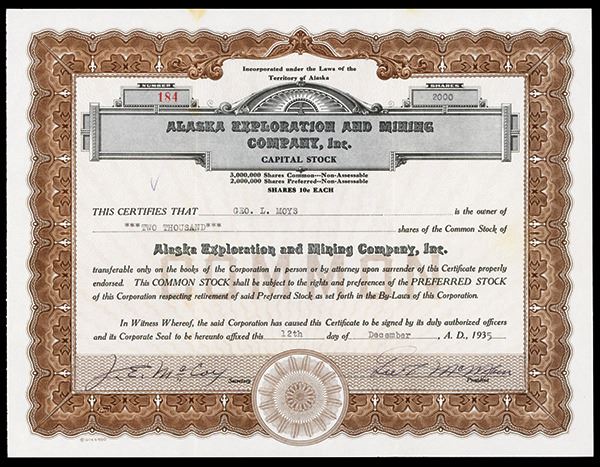 Incorporated under the Laws of the
Territory of Alaska
NUMBER
184
SHARES
2000
ALASKA EXPLORATION AND MINING
COMPANY, Inc.
CAPITAL STOCK
3,000,000 Shares Common---Non-Assessable
2,000,000 Shares Preferred--Non-Assessable
SHARES 10c EACH
THIS CERTIFIES THAT GEO. L. MOYS is the owner of
***TWO THOUSAND*** shares of the Common Stock of
Alaska Exploration and Mining Company, Inc.
COMMON
transferable only on the books of the Corporation in person or by attorney upon surrender of this Certificate properly
endorsed. This COMMON STOCK shall be subject to the rights and preferences of the PREFERRED STOCK
of this Corporation respecting retirement of said Preferred Stock as set forth in the By-Laws of this Corporation.
In Witness Whereof, the said Corporation has caused this Certificate to be signed by its duly authorized officers
and its Corporate Seal to be hereunto affixed this 12th day of December, A. D., 1935
J. E. McCoy
Secretary
President